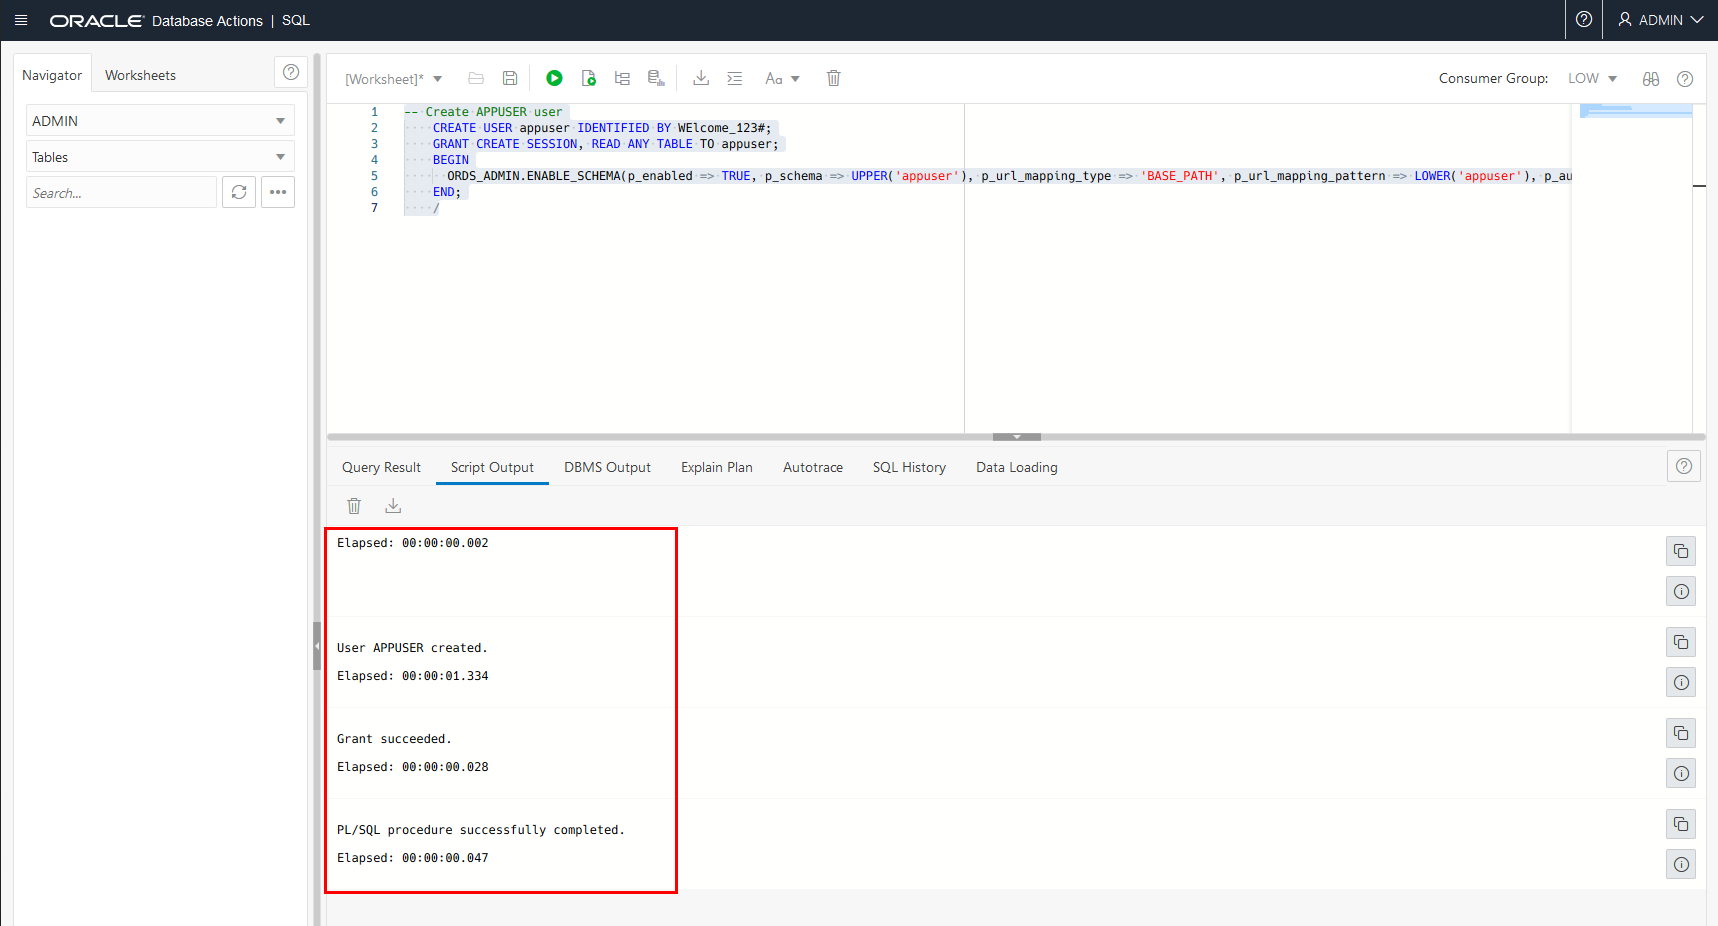 ORACLE Database Actions | SQL
ADMIN
Navigator
Worksheets
ADMIN
Tables
Search...
[Worksheet]*
Aa
Consumer Group: LOW
1 -- Create APPUSER user
2 CREATE USER appuser IDENTIFIED BY WElcome_123#;
3 GRANT CREATE SESSION, READ ANY TABLE TO appuser;
4 BEGIN
5 ORDS_ADMIN.ENABLE_SCHEMA(p_enabled => TRUE, p_schema => UPPER('appuser'), p_url_mapping_type => 'BASE_PATH', p_url_mapping_pattern => LOWER('appuser'), p_au
6 END;
7 /
Query Result Script Output DBMS Output Explain Plan Autotrace SQL History Data Loading
Elapsed: 00:00:00.002
User APPUSER created.
Elapsed: 00:00:01.334
Grant succeeded.
Elapsed: 00:00:00.028
PL/SQL procedure successfully completed.
Elapsed: 00:00:00.047